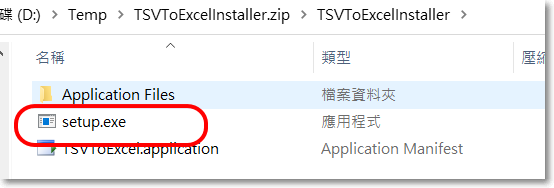 碟 (D:) › Temp › TSVToExcelInstaller.zip › TSVToExcelInstaller ›
名稱 類型 壓縮
Application Files 檔案資料夾
setup.exe 應用程式
TSVToExcel.application Application Manifest